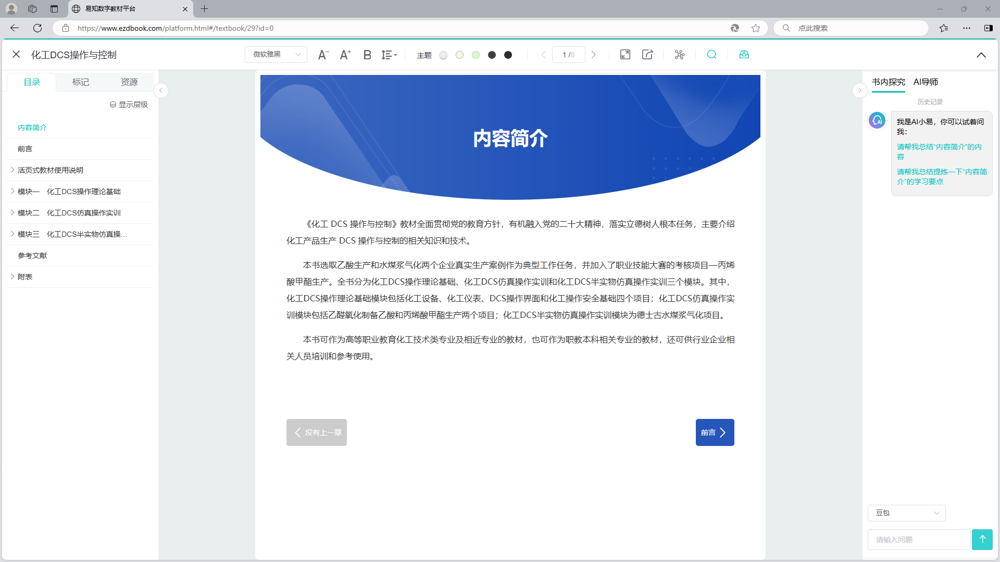 易知数字教材平台
https://www.ezdbook.com/platform.html#/textbook/29?id=0
点此搜索
化工DCS操作与控制
微软雅黑
A⁻ A⁺ B
主题
1 /8
目录 标记 资源
显示层级
内容简介
前言
活页式教材使用说明
模块一 化工DCS操作理论基础
模块二 化工DCS仿真操作实训
模块三 化工DCS半实物仿真操...
参考文献
附表
内容简介
《化工 DCS 操作与控制》教材全面贯彻党的教育方针，有机融入党的二十大精神，落实立德树人根本任务，主要介绍
化工产品生产 DCS 操作与控制的相关知识和技术。
本书选取乙酸生产和水煤浆气化两个企业真实生产案例作为典型工作任务，并加入了职业技能大赛的考核项目—丙烯
酸甲酯生产。全书分为化工DCS操作理论基础、化工DCS仿真操作实训和化工DCS半实物仿真操作实训三个模块。其中，
化工DCS操作理论基础模块包括化工设备、化工仪表、DCS操作界面和化工操作安全基础四个项目；化工DCS仿真操作实
训模块包括乙醛氧化制备乙酸和丙烯酸甲酯生产两个项目；化工DCS半实物仿真操作实训模块为德士古水煤浆气化项目。
本书可作为高等职业教育化工技术类专业及相近专业的教材，也可作为职教本科相关专业的教材，还可供行业企业相
关人员培训和参考使用。
没有上一章
前言
书内探究 AI导师
历史记录
AI
我是AI小易，你可以试着问
我：
请帮我总结“内容简介”的内
容
请帮我总结提炼一下“内容简
介”的学习要点
豆包
请输入问题